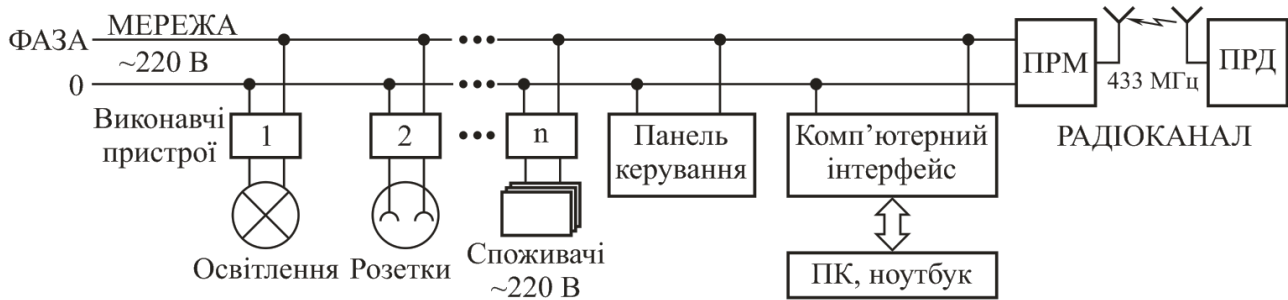 МЕРЕЖА
ФАЗА
~220 В
0
ПРМ
ПРД
433 МГц
РАДІОКАНАЛ
Виконавчі
пристрої
1
2
n
Панель
керування
Комп’ютерний
інтерфейс
Освітлення
Розетки
Споживачі
~220 В
ПК, ноутбук